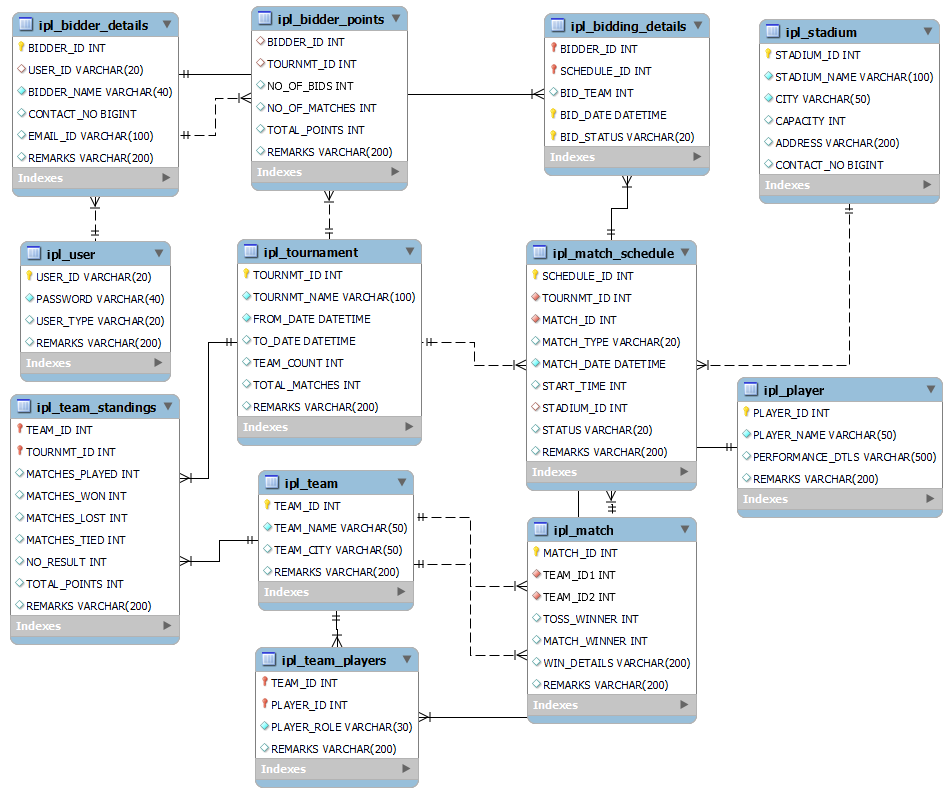 ipl_bidder_details
BIDDER_ID INT
USER_ID VARCHAR(20)
BIDDER_NAME VARCHAR(40)
CONTACT_NO BIGINT
EMAIL_ID VARCHAR(100)
REMARKS VARCHAR(200)
Indexes
ipl_bidder_points
BIDDER_ID INT
TOURNMT_ID INT
NO_OF_BIDS INT
NO_OF_MATCHES INT
TOTAL_POINTS INT
REMARKS VARCHAR(200)
Indexes
ipl_bidding_details
BIDDER_ID INT
SCHEDULE_ID INT
BID_TEAM INT
BID_DATE DATETIME
BID_STATUS VARCHAR(20)
Indexes
ipl_stadium
STADIUM_ID INT
STADIUM_NAME VARCHAR(100)
CITY VARCHAR(50)
CAPACITY INT
ADDRESS VARCHAR(200)
CONTACT_NO BIGINT
Indexes
ipl_user
USER_ID VARCHAR(20)
PASSWORD VARCHAR(40)
USER_TYPE VARCHAR(20)
REMARKS VARCHAR(200)
Indexes
ipl_tournament
TOURNMT_ID INT
TOURNMT_NAME VARCHAR(100)
FROM_DATE DATETIME
TO_DATE DATETIME
TEAM_COUNT INT
TOTAL_MATCHES INT
REMARKS VARCHAR(200)
Indexes
ipl_match_schedule
SCHEDULE_ID INT
TOURNMT_ID INT
MATCH_ID INT
MATCH_TYPE VARCHAR(20)
MATCH_DATE DATETIME
START_TIME INT
STADIUM_ID INT
STATUS VARCHAR(20)
REMARKS VARCHAR(200)
Indexes
ipl_player
PLAYER_ID INT
PLAYER_NAME VARCHAR(50)
PERFORMANCE_DTLS VARCHAR(500)
REMARKS VARCHAR(200)
Indexes
ipl_team_standings
TEAM_ID INT
TOURNMT_ID INT
MATCHES_PLAYED INT
MATCHES_WON INT
MATCHES_LOST INT
MATCHES_TIED INT
NO_RESULT INT
TOTAL_POINTS INT
REMARKS VARCHAR(200)
Indexes
ipl_team
TEAM_ID INT
TEAM_NAME VARCHAR(50)
TEAM_CITY VARCHAR(50)
REMARKS VARCHAR(200)
Indexes
ipl_match
MATCH_ID INT
TEAM_ID1 INT
TEAM_ID2 INT
TOSS_WINNER INT
MATCH_WINNER INT
WIN_DETAILS VARCHAR(200)
REMARKS VARCHAR(200)
Indexes
ipl_team_players
TEAM_ID INT
PLAYER_ID INT
PLAYER_ROLE VARCHAR(30)
REMARKS VARCHAR(200)
Indexes